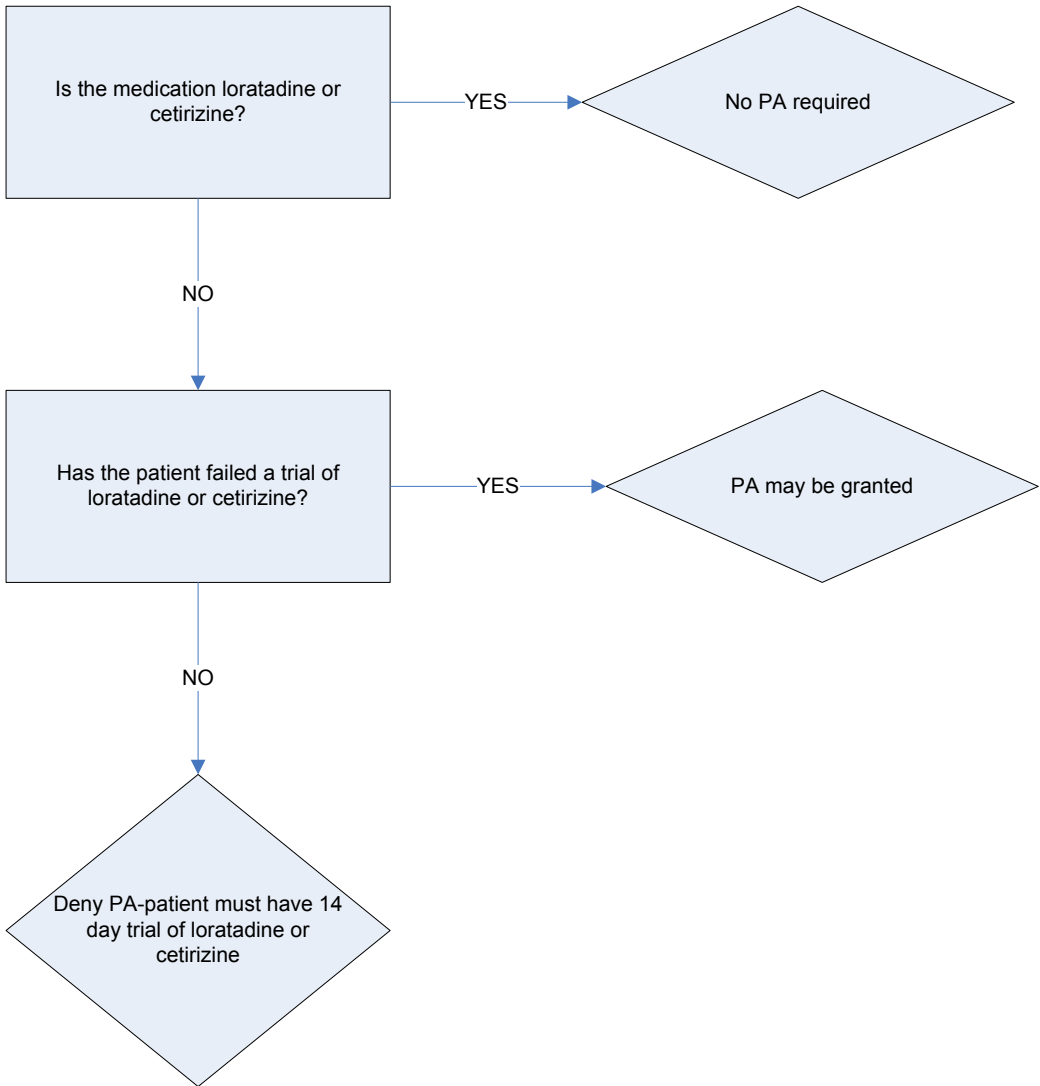 Is the medication loratadine or
cetirizine?
YES
No PA required
NO
Has the patient failed a trial of
loratadine or cetirizine?
YES
PA may be granted
NO
Deny PA-patient must have 14
day trial of loratadine or
cetirizine